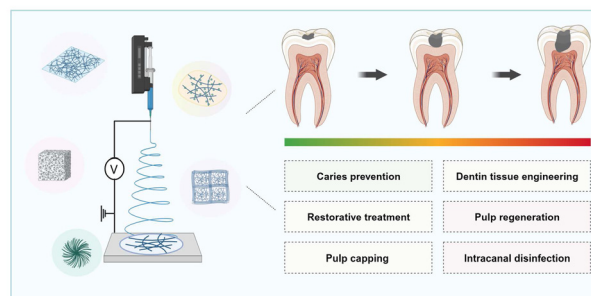 V
Caries prevention
Dentin tissue engineering
Restorative treatment
Pulp regeneration
Pulp capping
Intracanal disinfection